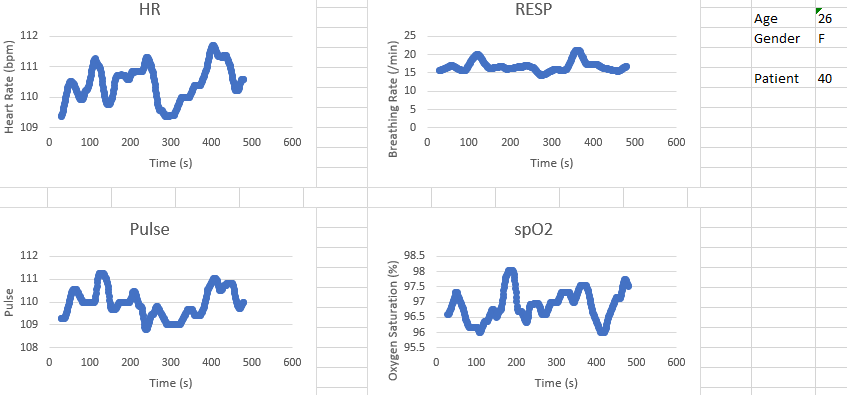 HR
112
111
110
109
0 100 200 300 400 500 600
Heart Rate (bpm)
Time (s)
RESP
25
20
15
10
5
0
0 100 200 300 400 500 600
Breathing Rate (/min)
Time (s)
Age 26
Gender F
Patient 40
Pulse
112
111
110
109
108
0 100 200 300 400 500 600
Pulse
Time (s)
spO2
98.5
98
97.5
97
96.5
96
95.5
0 100 200 300 400 500 600
Oxygen Saturation (%)
Time (s)